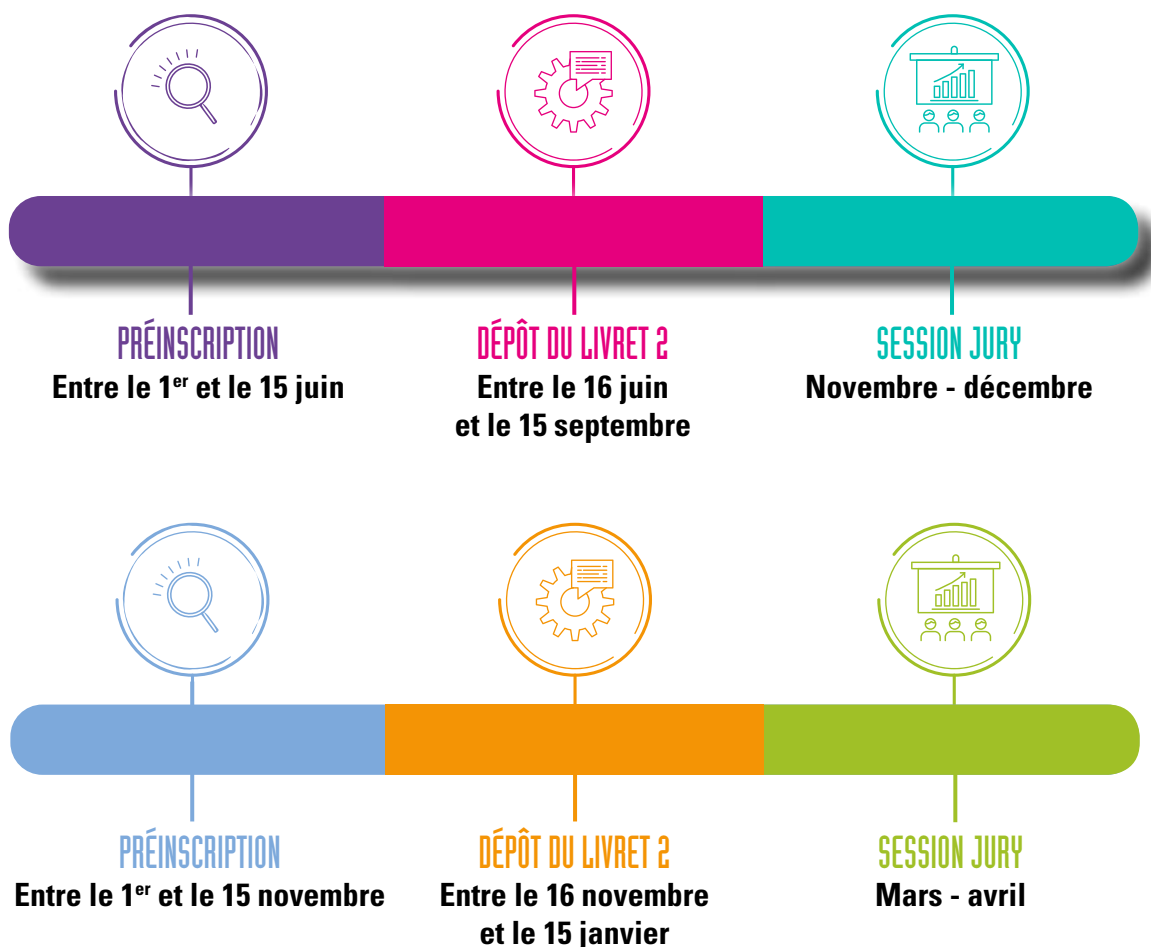 PRÉINSCRIPTION
Entre le 1er et le 15 juin
DÉPÔT DU LIVRET 2
Entre le 16 juin
et le 15 septembre
SESSION JURY
Novembre - décembre
PRÉINSCRIPTION
Entre le 1er et le 15 novembre
DÉPÔT DU LIVRET 2
Entre le 16 novembre
et le 15 janvier
SESSION JURY
Mars - avril